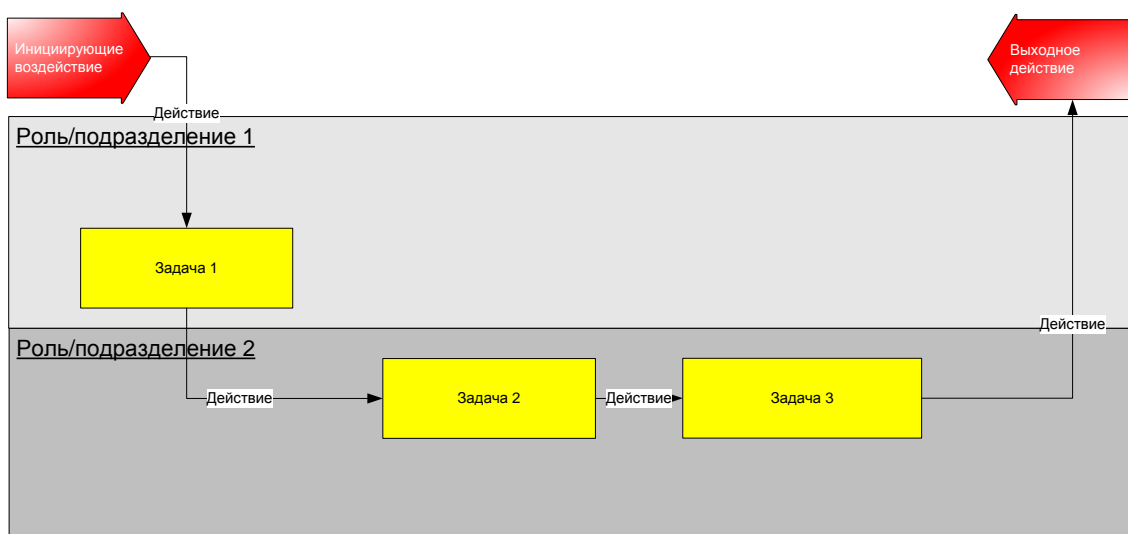 Инициирующие
воздействие
Выходное
действие
Действие
Роль/подразделение 1
Задача 1
Действие
Роль/подразделение 2
Действие
Задача 2
Действие
Задача 3